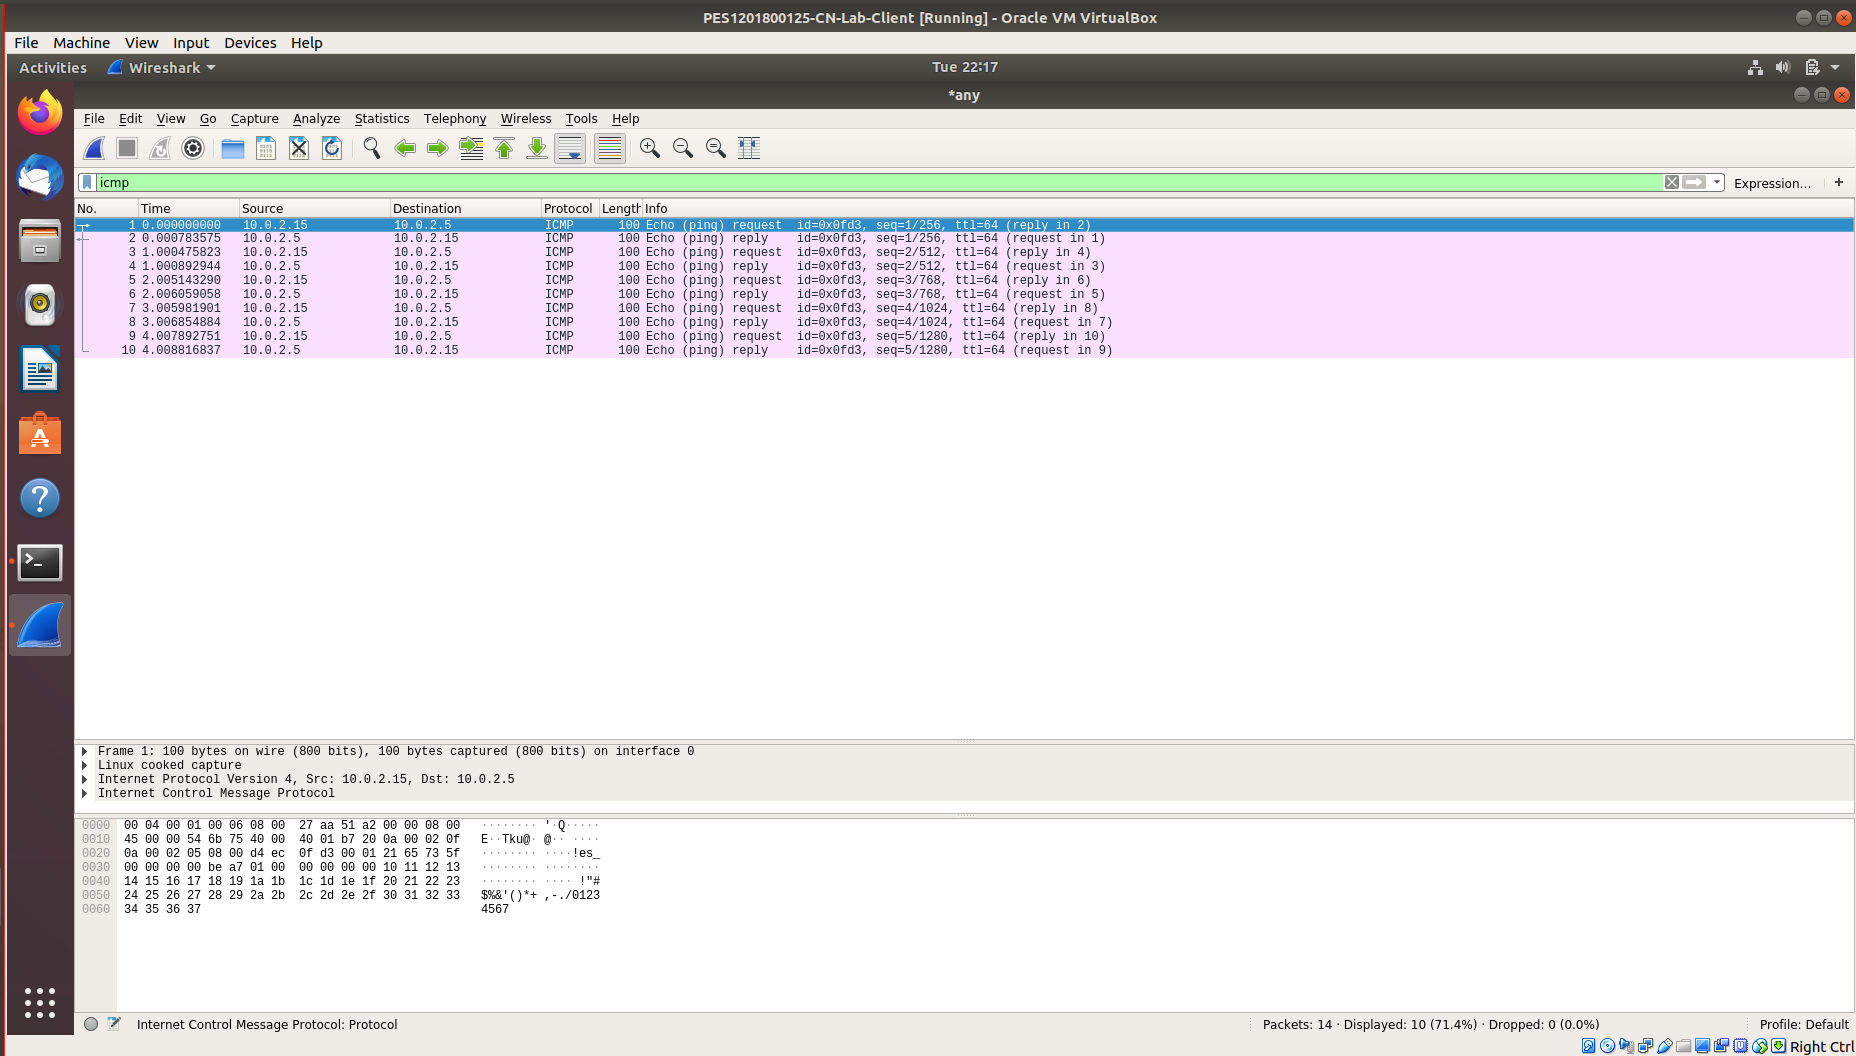 PES1201800125-CN-Lab-Client [Running] - Oracle VM VirtualBox
File Machine View Input Devices Help
Activities Wireshark Tue 22:17
*any
File Edit View Go Capture Analyze Statistics Telephony Wireless Tools Help
icmp Expression… +
No. Time Source Destination Protocol Length Info
1 0.000000000 10.0.2.15 10.0.2.5 ICMP 100 Echo (ping) request id=0x0fd3, seq=1/256, ttl=64 (reply in 2)
2 0.000783575 10.0.2.5 10.0.2.15 ICMP 100 Echo (ping) reply id=0x0fd3, seq=1/256, ttl=64 (request in 1)
3 1.000475823 10.0.2.15 10.0.2.5 ICMP 100 Echo (ping) request id=0x0fd3, seq=2/512, ttl=64 (reply in 4)
4 1.000892944 10.0.2.5 10.0.2.15 ICMP 100 Echo (ping) reply id=0x0fd3, seq=2/512, ttl=64 (request in 3)
5 2.005143290 10.0.2.15 10.0.2.5 ICMP 100 Echo (ping) request id=0x0fd3, seq=3/768, ttl=64 (reply in 6)
6 2.006059058 10.0.2.5 10.0.2.15 ICMP 100 Echo (ping) reply id=0x0fd3, seq=3/768, ttl=64 (request in 5)
7 3.005981901 10.0.2.15 10.0.2.5 ICMP 100 Echo (ping) request id=0x0fd3, seq=4/1024, ttl=64 (reply in 8)
8 3.006854884 10.0.2.5 10.0.2.15 ICMP 100 Echo (ping) reply id=0x0fd3, seq=4/1024, ttl=64 (request in 7)
9 4.007892751 10.0.2.15 10.0.2.5 ICMP 100 Echo (ping) request id=0x0fd3, seq=5/1280, ttl=64 (reply in 10)
10 4.008816837 10.0.2.5 10.0.2.15 ICMP 100 Echo (ping) reply id=0x0fd3, seq=5/1280, ttl=64 (request in 9)
Frame 1: 100 bytes on wire (800 bits), 100 bytes captured (800 bits) on interface 0
Linux cooked capture
Internet Protocol Version 4, Src: 10.0.2.15, Dst: 10.0.2.5
Internet Control Message Protocol
0000 00 04 00 01 00 06 08 00 27 aa 51 a2 00 00 08 00 ········ '·Q·····
0010 45 00 00 54 6b 75 40 00 40 01 b7 20 0a 00 02 0f E··Tku@· @·· ····
0020 0a 00 02 05 08 00 d4 ec 0f d3 00 01 21 65 73 5f ········ ····!es_
0030 00 00 00 00 be a7 01 00 00 00 00 00 10 11 12 13 ········ ········
0040 14 15 16 17 18 19 1a 1b 1c 1d 1e 1f 20 21 22 23 ········ ···· !"#
0050 24 25 26 27 28 29 2a 2b 2c 2d 2e 2f 30 31 32 33 $%&'()*+ ,-./0123
0060 34 35 36 37 4567
Internet Control Message Protocol: Protocol Packets: 14 · Displayed: 10 (71.4%) · Dropped: 0 (0.0%) Profile: Default
Right Ctrl